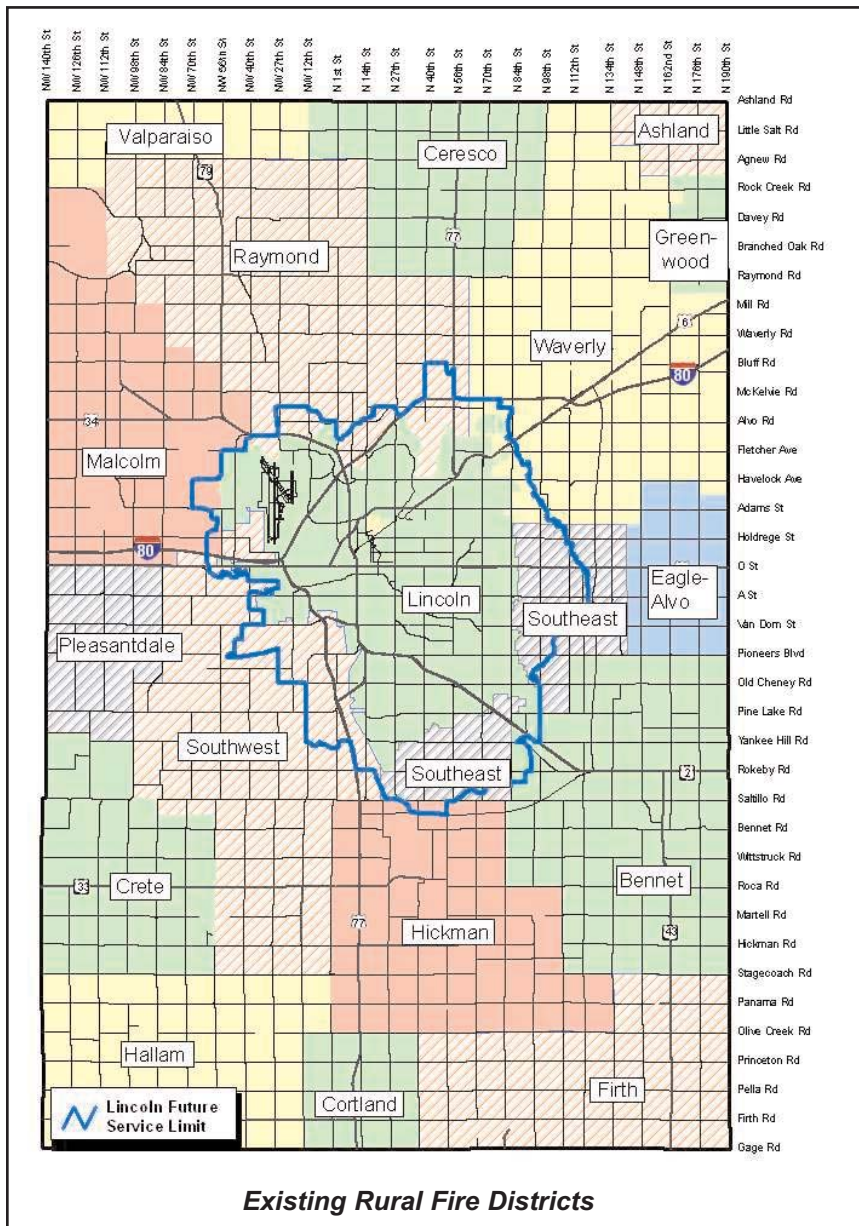 NW 140th St
NW 126th St
NW 112th St
NW 98th St
NW 84th St
NW 70th St
NW 56th St
NW 40th St
NW 27th St
NW 12th St
N 1st St
N 14th St
N 27th St
N 40th St
N 56th St
N 70th St
N 84th St
N 98th St
N 112th St
N 134th St
N 148th St
N 162nd St
N 176th St
N 190th St
Ashland Rd
Little Salt Rd
Agnew Rd
Rock Creek Rd
Davey Rd
Branched Oak Rd
Raymond Rd
Mill Rd
Waverly Rd
Bluff Rd
McKelvie Rd
Alvo Rd
Fletcher Ave
Havelock Ave
Adams St
Holdrege St
O St
A St
Van Dorn St
Pioneers Blvd
Old Cheney Rd
Pine Lake Rd
Yankee Hill Rd
Rokeby Rd
Saltillo Rd
Bennet Rd
Wittstruck Rd
Roca Rd
Martell Rd
Hickman Rd
Stagecoach Rd
Panama Rd
Olive Creek Rd
Princeton Rd
Pella Rd
Firth Rd
Gage Rd
Valparaiso
Ceresco
Ashland
79
77
Raymond
Green-
wood
6
Waverly
80
34
Malcolm
80
Lincoln
Southeast
Eagle-
Alvo
Pleasantdale
Southwest
Southeast
2
Crete
33
77
Hickman
Bennet
43
Hallam
Cortland
Firth
Lincoln Future
Service Limit
Existing Rural Fire Districts